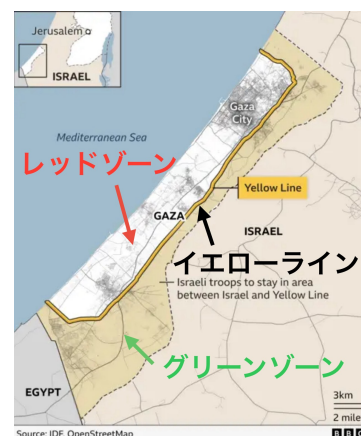 Jerusalem
ISRAEL
Mediterranean Sea
Gaza
City
レッドゾーン
Yellow Line
GAZA
ISRAEL
イエローライン
Israeli troops to stay in area
between Israel and Yellow Line
グリーンゾーン
EGYPT
3km
2 miles
Source: IDF, OpenStreetMap
BBC